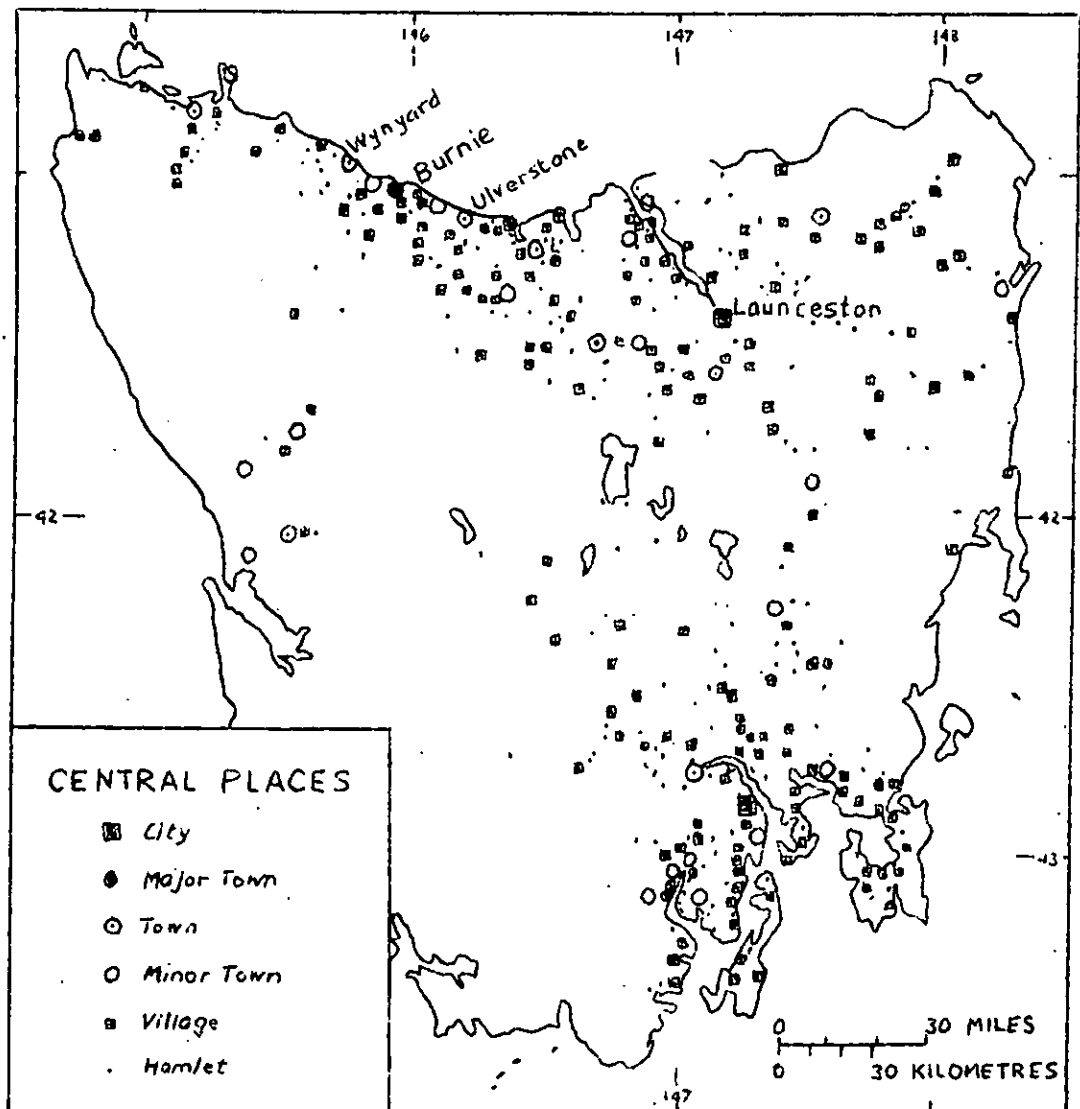 146
147
148
Wynyard
Burnie
Ulverstone
Launceston
42
42
43
CENTRAL PLACES
City
Major Town
Town
Minor Town
Village
Hamlet
0 30 MILES
0 30 KILOMETRES
147